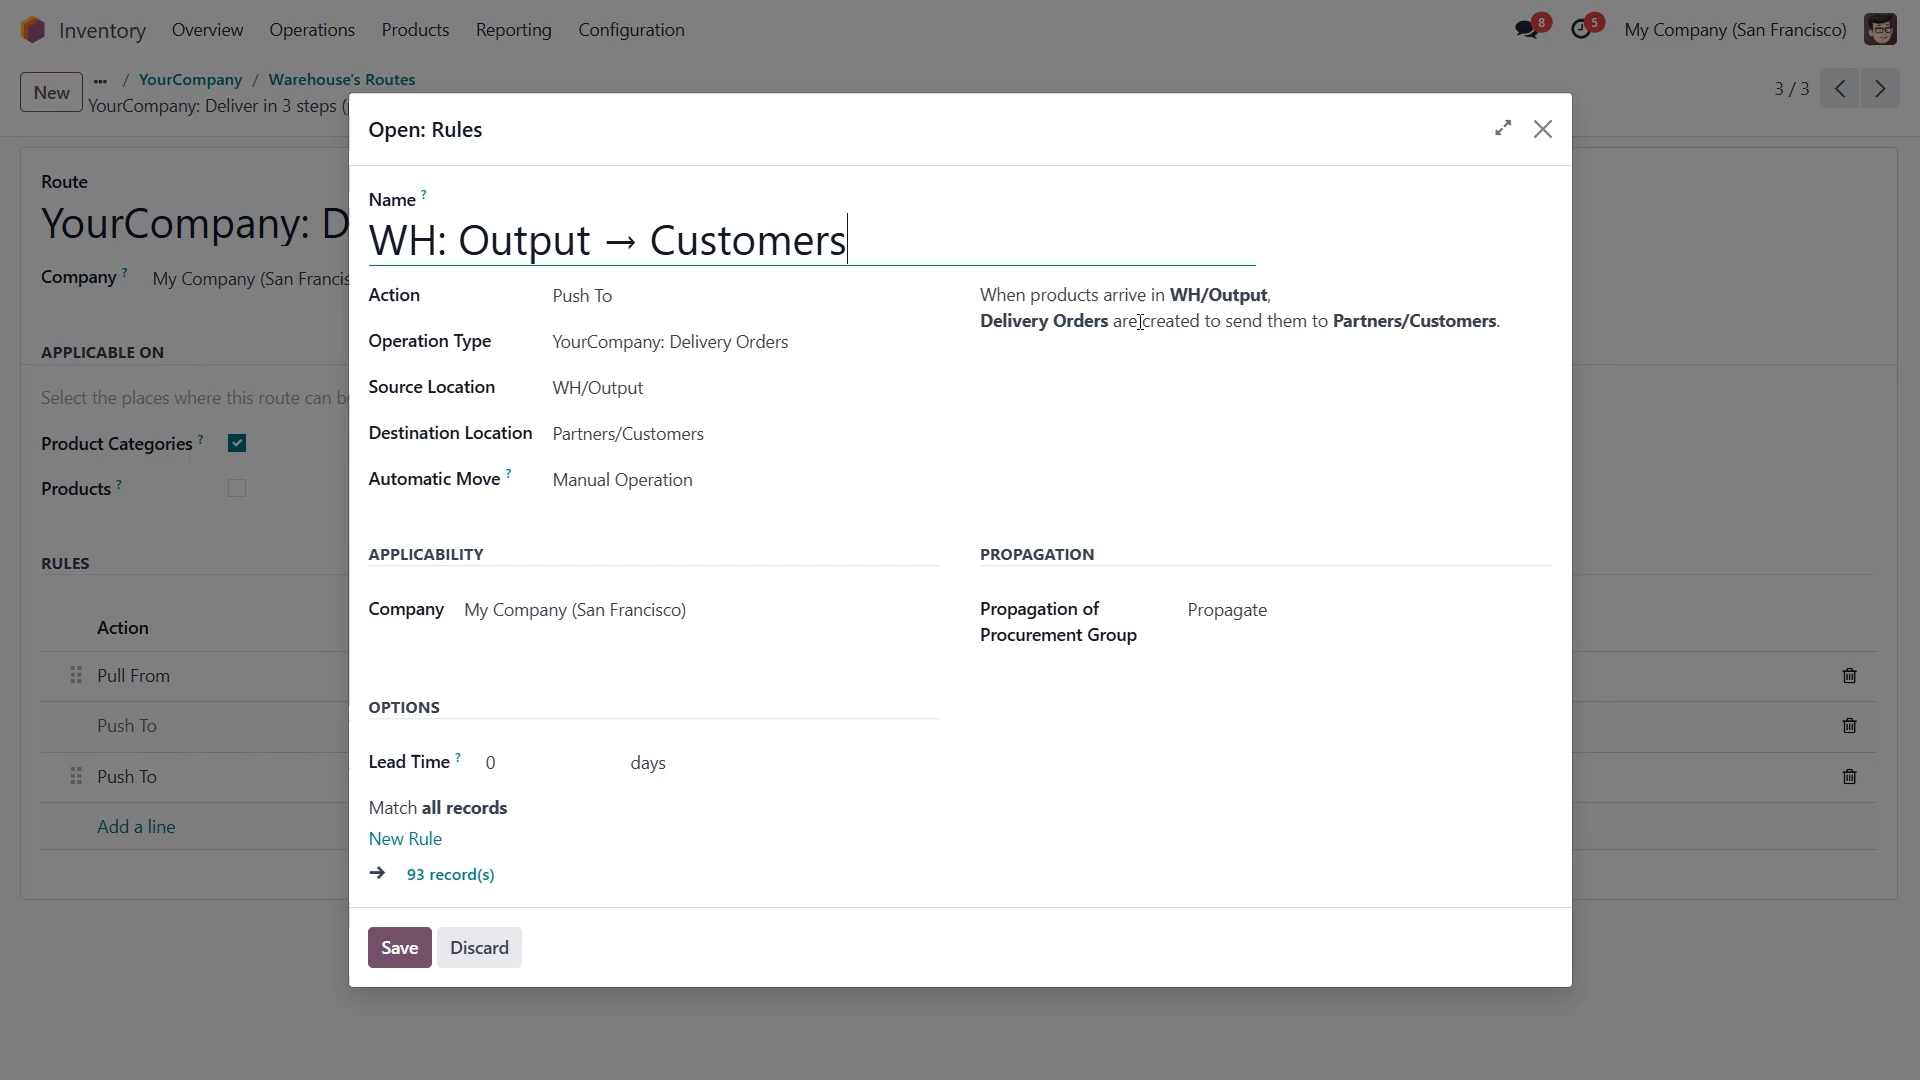 Inventory Overview Operations Products Reporting Configuration 8 5 My Company (San Francisco)
New ... / YourCompany / Warehouse's Routes 3 / 3
YourCompany: Deliver in 3 steps (
Open: Rules
Route
YourCompany: D
Company ? My Company (San Francis
APPLICABLE ON
Select the places where this route can b
Product Categories ?
Products ?
RULES
Action
Pull From
Push To
Push To
Add a line
Name ?
WH: Output → Customers
Action Push To
Operation Type YourCompany: Delivery Orders
Source Location WH/Output
Destination Location Partners/Customers
Automatic Move ? Manual Operation
When products arrive in WH/Output,
Delivery Orders are created to send them to Partners/Customers.
APPLICABILITY
Company My Company (San Francisco)
PROPAGATION
Propagation of Propagate
Procurement Group
OPTIONS
Lead Time ? 0 days
Match all records
New Rule
→ 93 record(s)
Save Discard